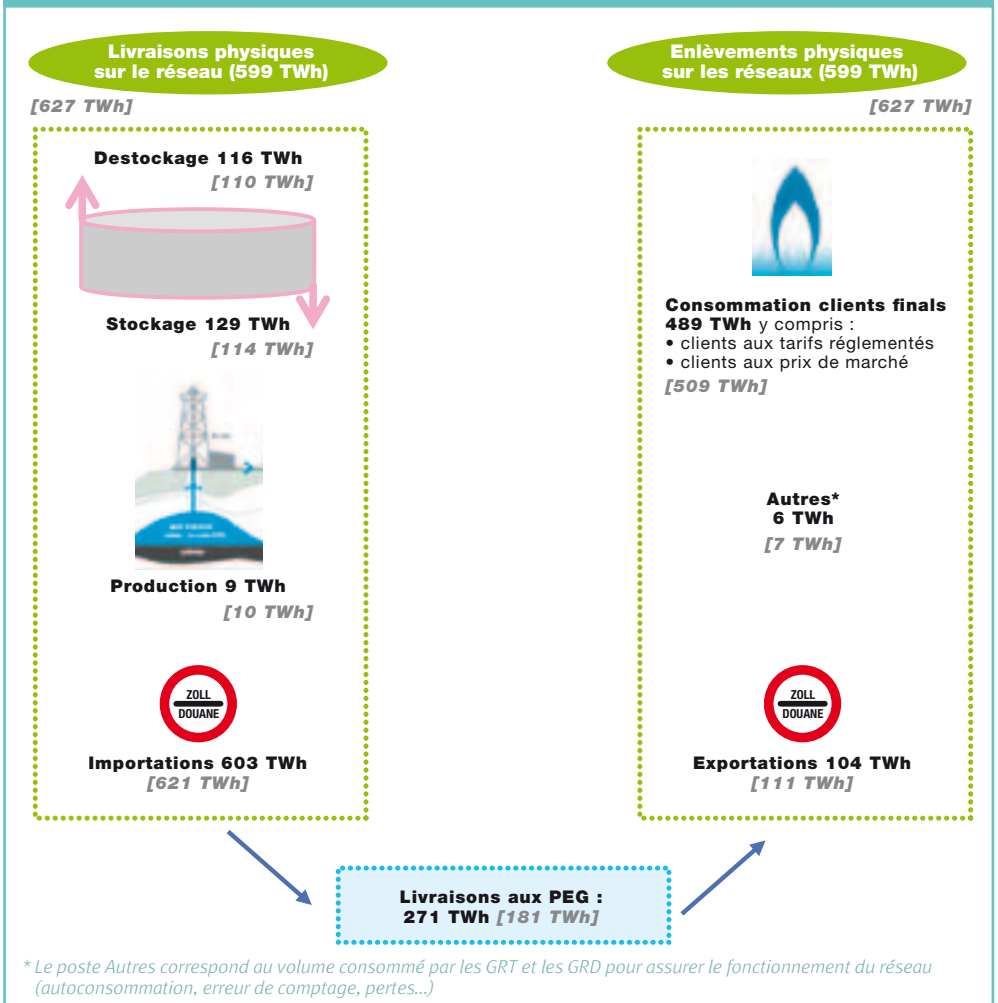 Livraisons physiques
sur le réseau (599 TWh)
[627 TWh]
Destockage 116 TWh
[110 TWh]
Stockage 129 TWh
[114 TWh]
Production 9 TWh
[10 TWh]
ZOLL
DOUANE
Importations 603 TWh
[621 TWh]
Enlèvements physiques
sur les réseaux (599 TWh)
[627 TWh]
Consommation clients finals
489 TWh y compris :
• clients aux tarifs réglementés
• clients aux prix de marché
[509 TWh]
Autres*
6 TWh
[7 TWh]
ZOLL
DOUANE
Exportations 104 TWh
[111 TWh]
Livraisons aux PEG :
271 TWh [181 TWh]
* Le poste Autres correspond au volume consommé par les GRT et les GRD pour assurer le fonctionnement du réseau
(autoconsommation, erreur de comptage, pertes...)